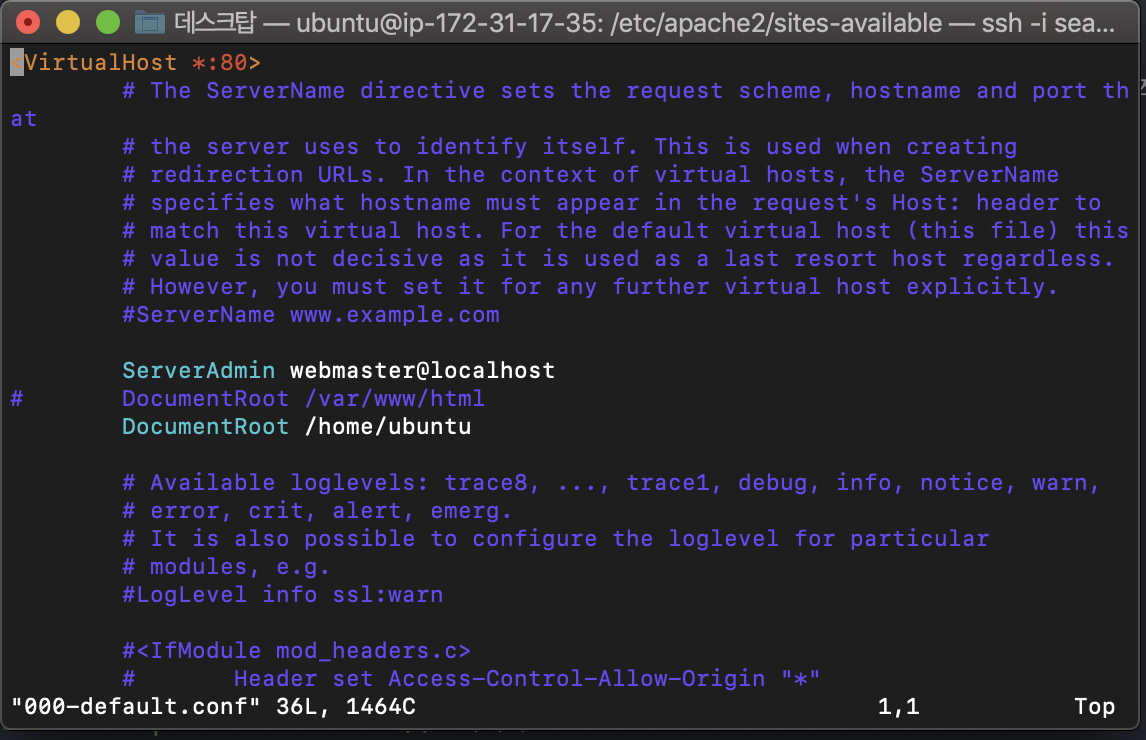 데스크탑 — ubuntu@ip-172-31-17-35: /etc/apache2/sites-available — ssh -i sea...
<VirtualHost *:80>
# The ServerName directive sets the request scheme, hostname and port th
at
# the server uses to identify itself. This is used when creating
# redirection URLs. In the context of virtual hosts, the ServerName
# specifies what hostname must appear in the request's Host: header to
# match this virtual host. For the default virtual host (this file) this
# value is not decisive as it is used as a last resort host regardless.
# However, you must set it for any further virtual host explicitly.
#ServerName www.example.com
ServerAdmin webmaster@localhost
# DocumentRoot /var/www/html
DocumentRoot /home/ubuntu
# Available loglevels: trace8, ..., trace1, debug, info, notice, warn,
# error, crit, alert, emerg.
# It is also possible to configure the loglevel for particular
# modules, e.g.
#LogLevel info ssl:warn
#<IfModule mod_headers.c>
# Header set Access-Control-Allow-Origin "*"
"000-default.conf" 36L, 1464C 1,1 Top